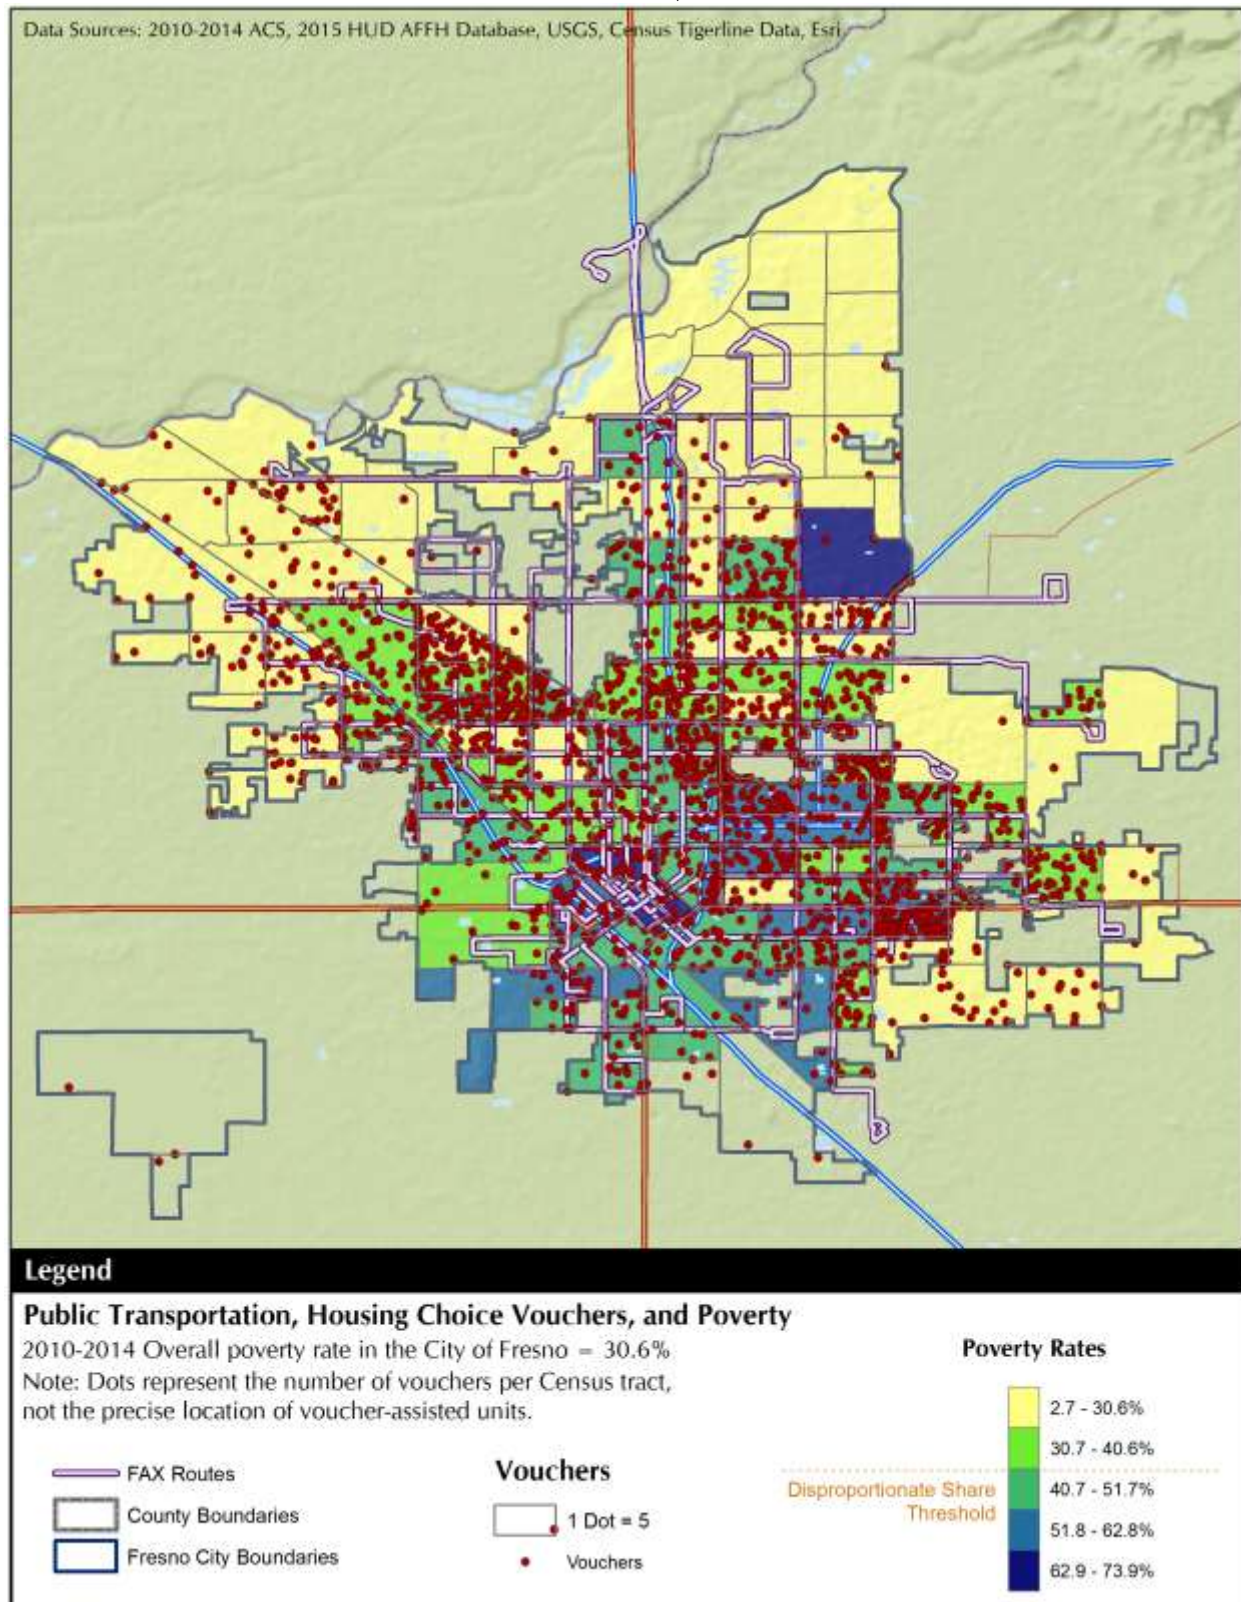 Data Sources: 2010-2014 ACS, 2015 HUD AFFH Database, USGS, Census Tigerline Data, Esri
Legend
Public Transportation, Housing Choice Vouchers, and Poverty
2010-2014 Overall poverty rate in the City of Fresno = 30.6%
Note: Dots represent the number of vouchers per Census tract,
not the precise location of voucher-assisted units.
FAX Routes
County Boundaries
Fresno City Boundaries
Vouchers
1 Dot = 5
Vouchers
Poverty Rates
2.7 - 30.6%
30.7 - 40.6%
Disproportionate Share
Threshold
40.7 - 51.7%
51.8 - 62.8%
62.9 - 73.9%